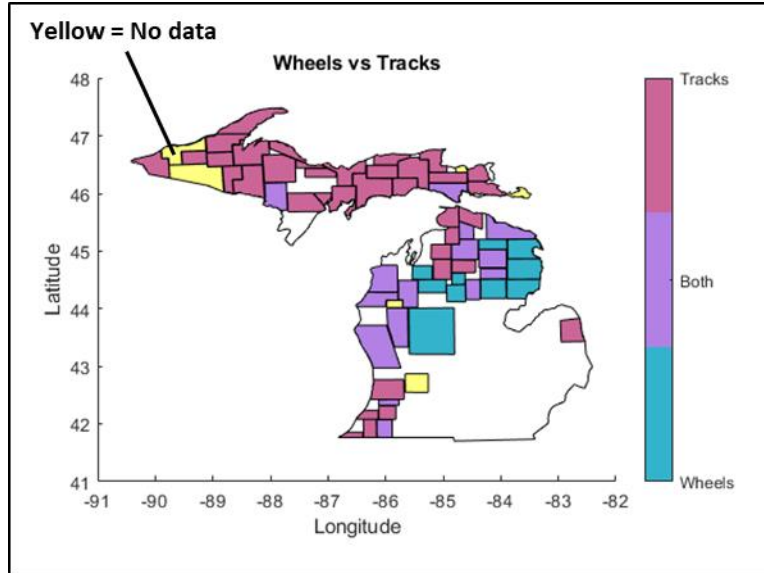 Yellow = No data
Wheels vs Tracks
48
47
46
45
44
43
42
41
Latitude
-91 -90 -89 -88 -87 -86 -85 -84 -83 -82
Longitude
Tracks
Both
Wheels